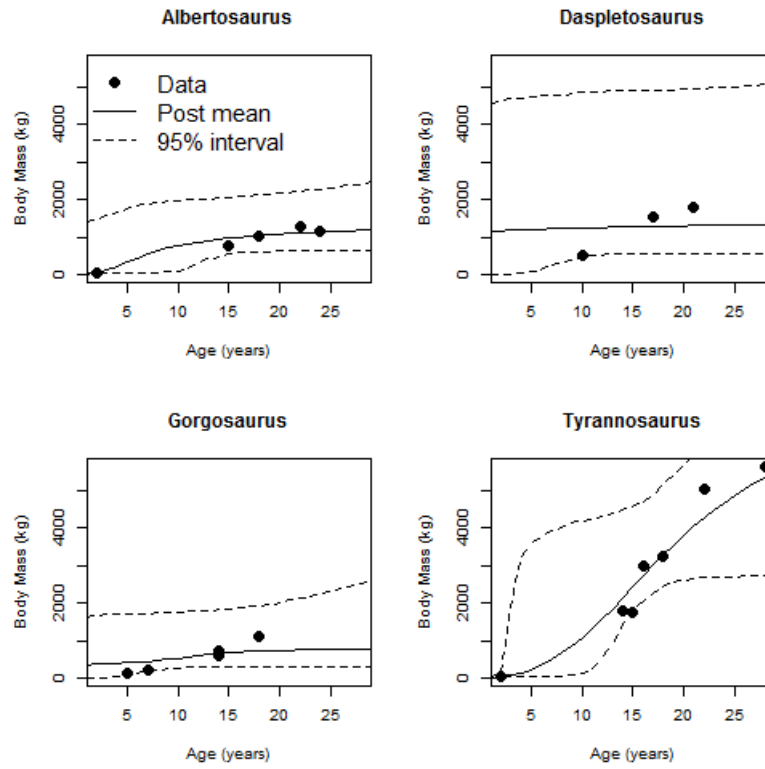 Albertosaurus
Daspletosaurus
Data
Post mean
95% interval
Body Mass (kg)
0 2000 4000
5 10 15 20 25
Age (years)
Body Mass (kg)
0 2000 4000
5 10 15 20 25
Age (years)
Gorgosaurus
Tyrannosaurus
Body Mass (kg)
0 2000 4000
5 10 15 20 25
Age (years)
Body Mass (kg)
0 2000 4000
5 10 15 20 25
Age (years)